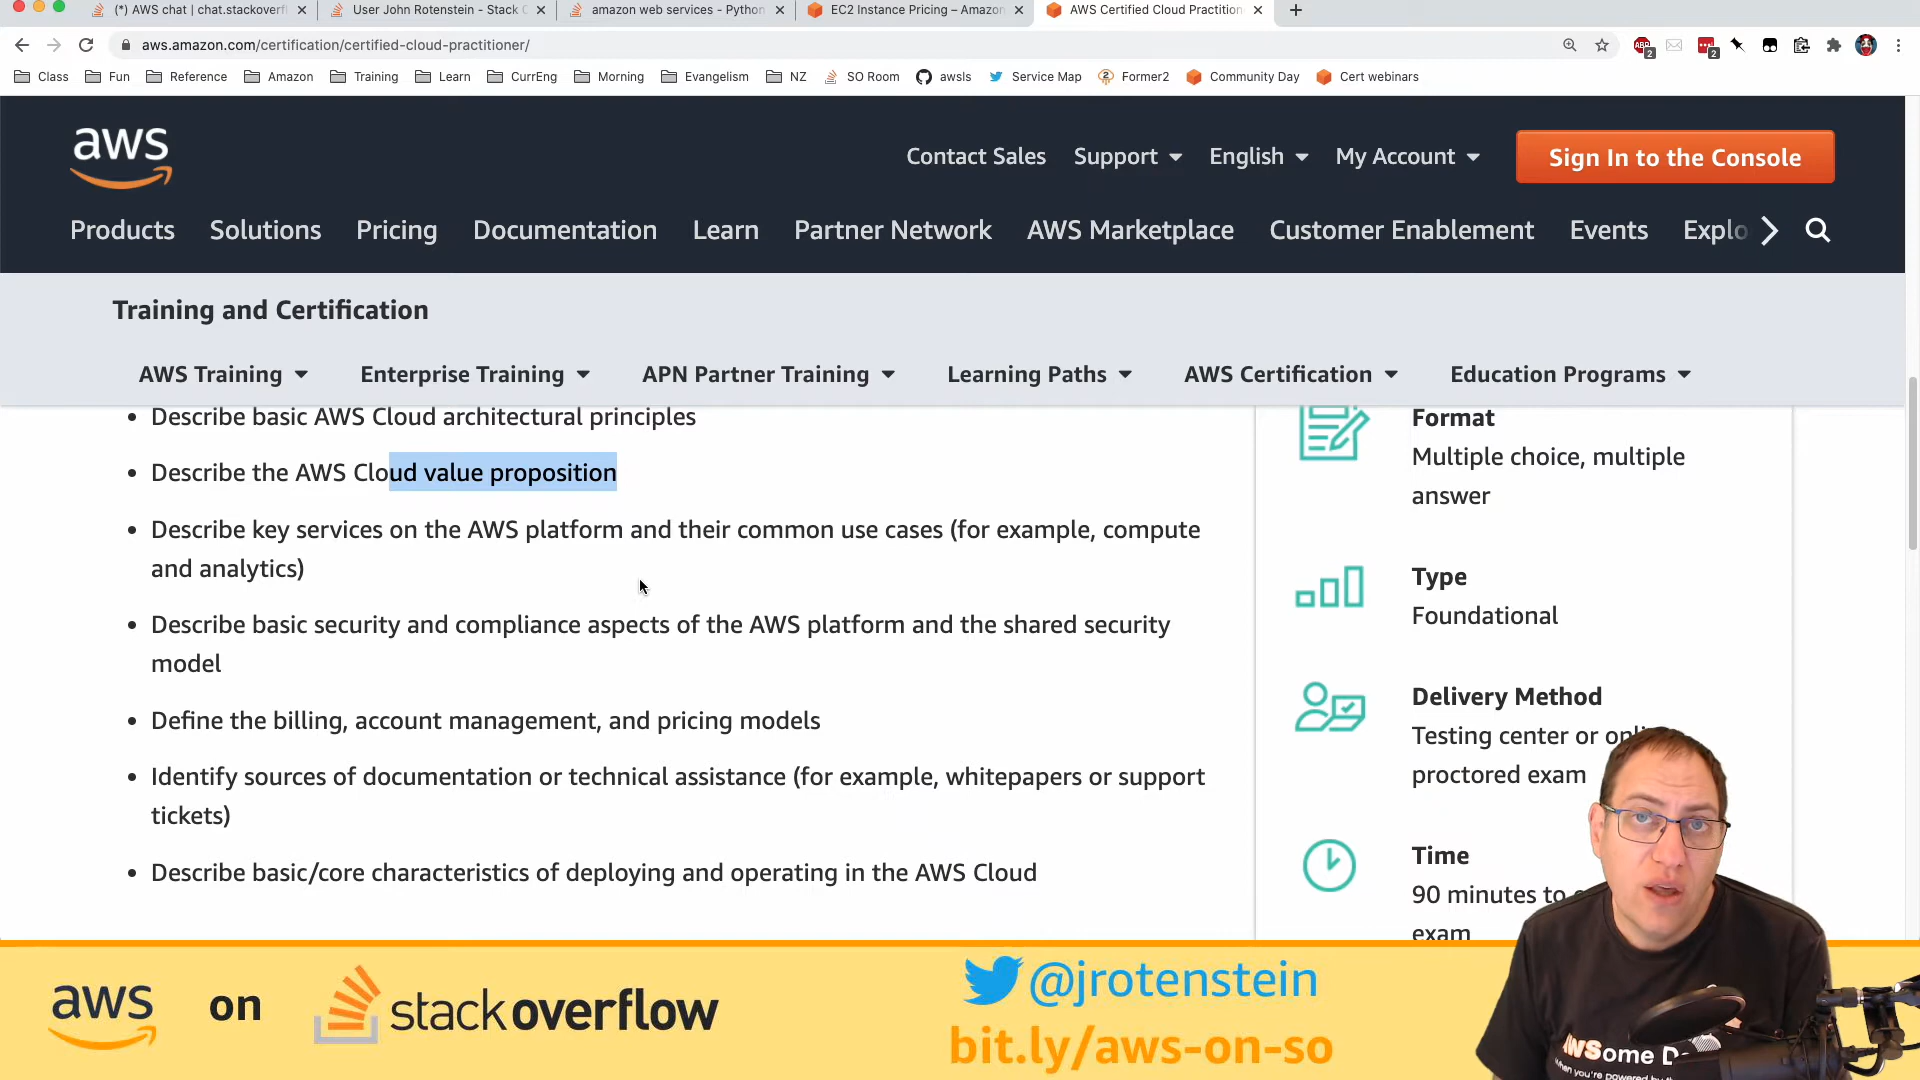 (*) AWS chat | chat.stackoverfl
User John Rotenstein - Stack O
amazon web services - Python
EC2 Instance Pricing – Amazon
AWS Certified Cloud Practition
aws.amazon.com/certification/certified-cloud-practitioner/
Class Fun Reference Amazon Training Learn CurrEng Morning Evangelism NZ SO Room awsls Service Map Former2 Community Day Cert webinars
aws
Contact Sales Support English My Account Sign In to the Console
Products Solutions Pricing Documentation Learn Partner Network AWS Marketplace Customer Enablement Events Explo
Training and Certification
AWS Training Enterprise Training APN Partner Training Learning Paths AWS Certification Education Programs
• Describe basic AWS Cloud architectural principles
• Describe the AWS Cloud value proposition
• Describe key services on the AWS platform and their common use cases (for example, compute
and analytics)
• Describe basic security and compliance aspects of the AWS platform and the shared security
model
• Define the billing, account management, and pricing models
• Identify sources of documentation or technical assistance (for example, whitepapers or support
tickets)
• Describe basic/core characteristics of deploying and operating in the AWS Cloud
Format
Multiple choice, multiple
answer
Type
Foundational
Delivery Method
Testing center or onl
proctored exam
Time
90 minutes to
exam
aws on stackoverflow
@jrotenstein
bit.ly/aws-on-so
AWSome D
when you're powered by